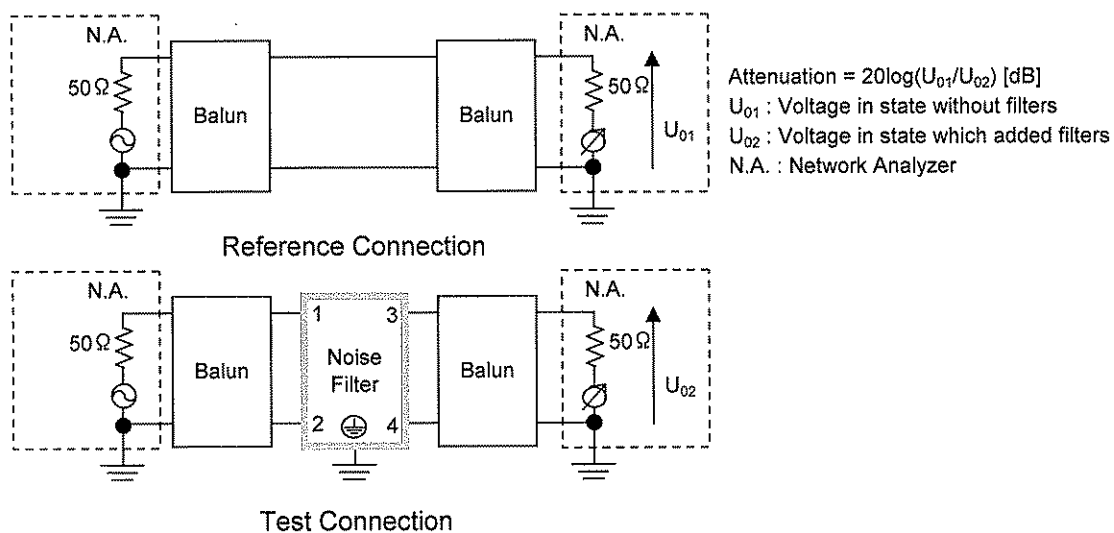 N.A.
50Ω
Balun
Balun
N.A.
50Ω
U01
Attenuation = 20log(U01/U02) [dB]
U01 : Voltage in state without filters
U02 : Voltage in state which added filters
N.A. : Network Analyzer
Reference Connection
N.A.
50Ω
Balun
1 3
Noise
Filter
2 4
Balun
N.A.
50Ω
U02
Test Connection